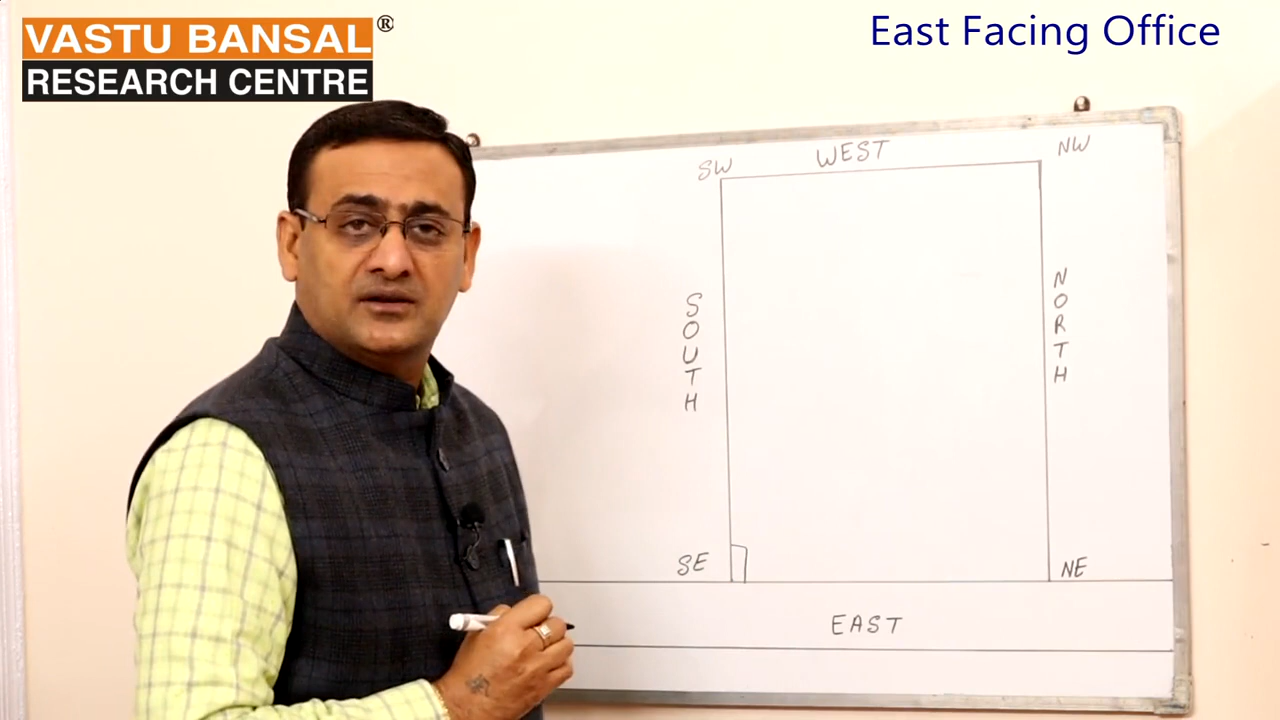 VASTU BANSAL ®
RESEARCH CENTRE
East Facing Office
SW WEST NW
SOUTH
NORTH
SE NE
EAST